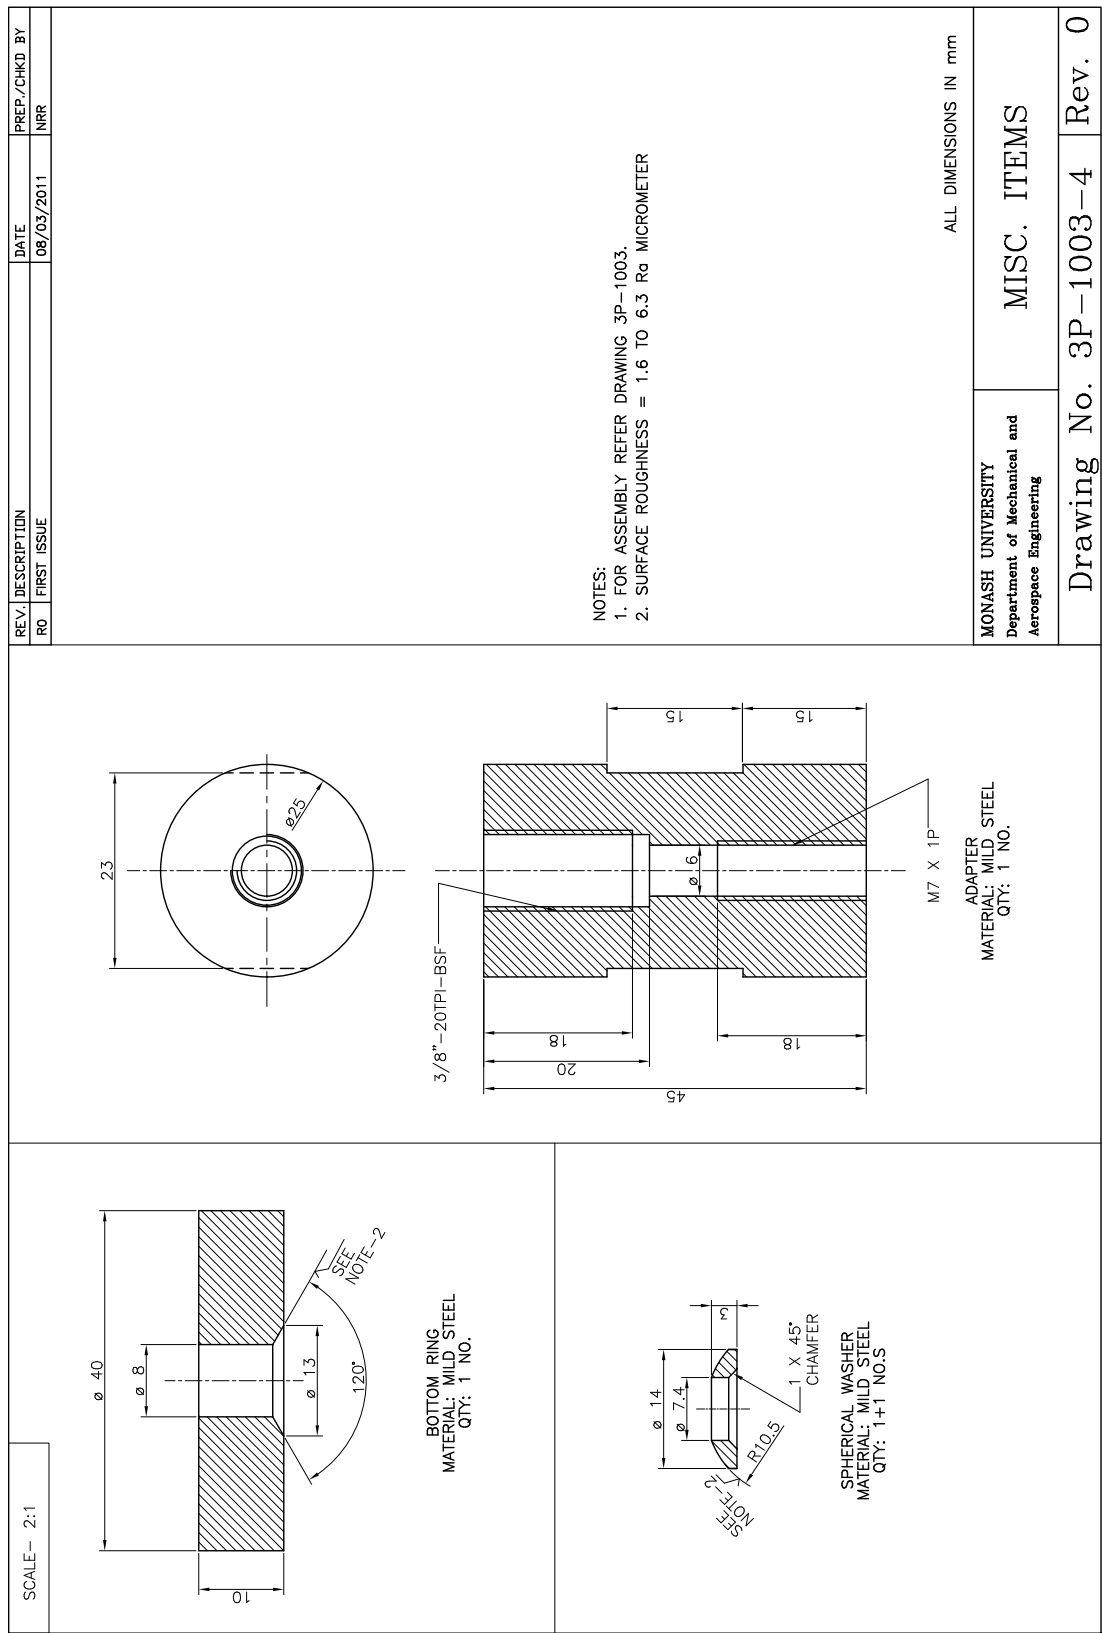 SCALE- 2:1
REV. DESCRIPTION DATE PREP./CHKD BY
R0 FIRST ISSUE 08/03/2011 NRR
ø 40
ø 8
10
ø 13
120°
SEE
NOTE-2
BOTTOM RING
MATERIAL: MILD STEEL
QTY: 1 NO.
ø 14
ø 7.4
3
SEE
NOTE-2
R10.5
1 X 45°
CHAMFER
SPHERICAL WASHER
MATERIAL: MILD STEEL
QTY: 1+1 NO.S
23
ø25
3/8"-20TPI-BSF
18
20
45
ø 6
15
15
18
M7 X 1P
ADAPTER
MATERIAL: MILD STEEL
QTY: 1 NO.
NOTES:
1. FOR ASSEMBLY REFER DRAWING 3P-1003.
2. SURFACE ROUGHNESS = 1.6 TO 6.3 Ra MICROMETER
ALL DIMENSIONS IN mm
MONASH UNIVERSITY
Department of Mechanical and
Aerospace Engineering
MISC. ITEMS
Drawing No. 3P-1003-4 Rev. 0